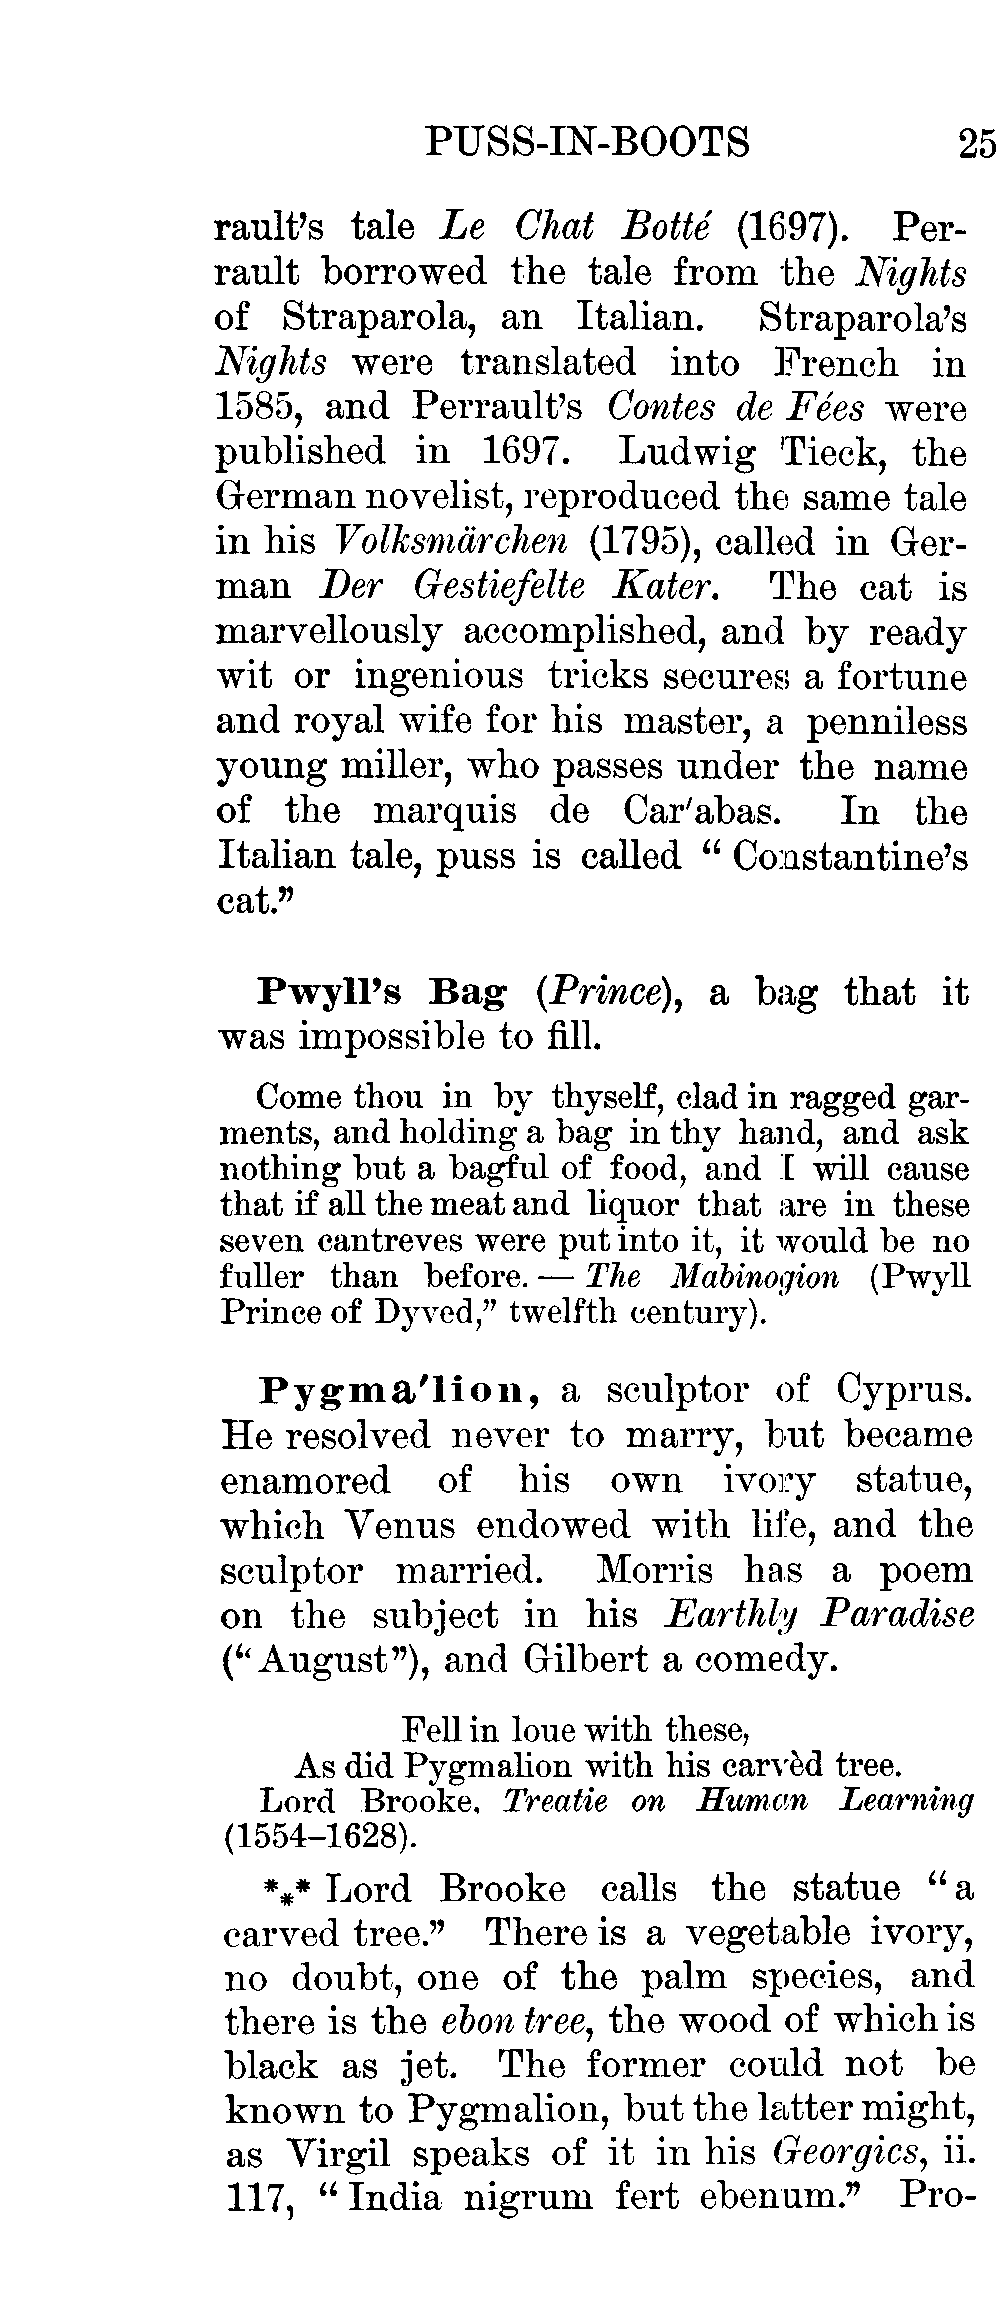 PUSS-IN-BOOTS 25
rault's tale Le Chat Botté (1697). Per-
rault borrowed the tale from the Nights
of Straparola, an Italian. Straparola's
Nights were translated into French in
1585, and Perrault's Contes de Fées were
published in 1697. Ludwig Tieck, the
German novelist, reproduced the same tale
in his Volksmärchen (1795), called in Ger-
man Der Gestiefelte Kater. The cat is
marvellously accomplished, and by ready
wit or ingenious tricks secures a fortune
and royal wife for his master, a penniless
young miller, who passes under the name
of the marquis de Car'abas. In the
Italian tale, puss is called “Constantine's
cat.”
Pwyll's Bag (Prince), a bag that it
was impossible to fill.
Come thou in by thyself, clad in ragged gar-
ments, and holding a bag in thy hand, and ask
nothing but a bagful of food, and I will cause
that if all the meat and liquor that are in these
seven cantreves were put into it, it would be no
fuller than before. — The Mabinogion (Pwyll
Prince of Dyved,” twelfth century).
Pygma'lion, a sculptor of Cyprus.
He resolved never to marry, but became
enamored of his own ivory statue,
which Venus endowed with life, and the
sculptor married. Morris has a poem
on the subject in his Earthly Paradise
(“August”), and Gilbert a comedy.
Fell in loue with these,
As did Pygmalion with his carvèd tree.
Lord Brooke, Treatie on Human Learning
(1554–1628).
*⁎* Lord Brooke calls the statue “a
carved tree.” There is a vegetable ivory,
no doubt, one of the palm species, and
there is the ebon tree, the wood of which is
black as jet. The former could not be
known to Pygmalion, but the latter might,
as Virgil speaks of it in his Georgics, ii.
117, “India nigrum fert ebenum.” Pro-